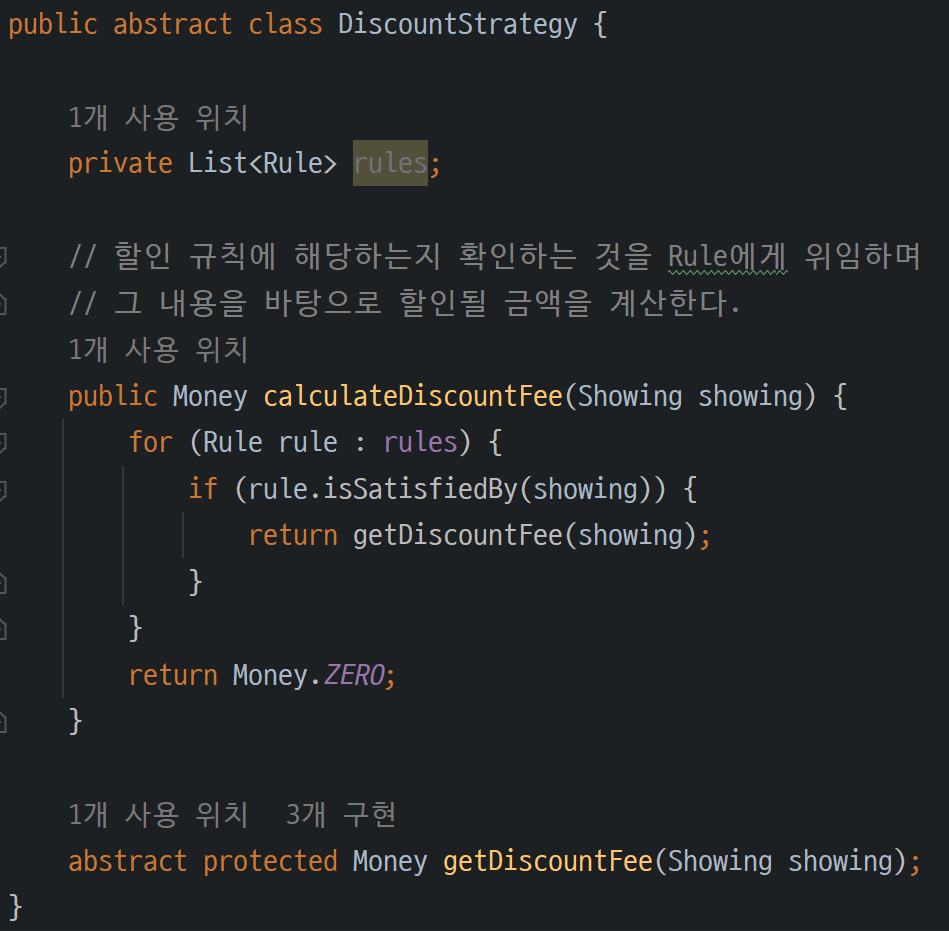 public abstract class DiscountStrategy {
1개 사용 위치
private List<Rule> rules;
// 할인 규칙에 해당하는지 확인하는 것을 Rule에게 위임하며
// 그 내용을 바탕으로 할인될 금액을 계산한다.
1개 사용 위치
public Money calculateDiscountFee(Showing showing) {
for (Rule rule : rules) {
if (rule.isSatisfiedBy(showing)) {
return getDiscountFee(showing);
}
}
return Money.ZERO;
}
1개 사용 위치 3개 구현
abstract protected Money getDiscountFee(Showing showing);
}